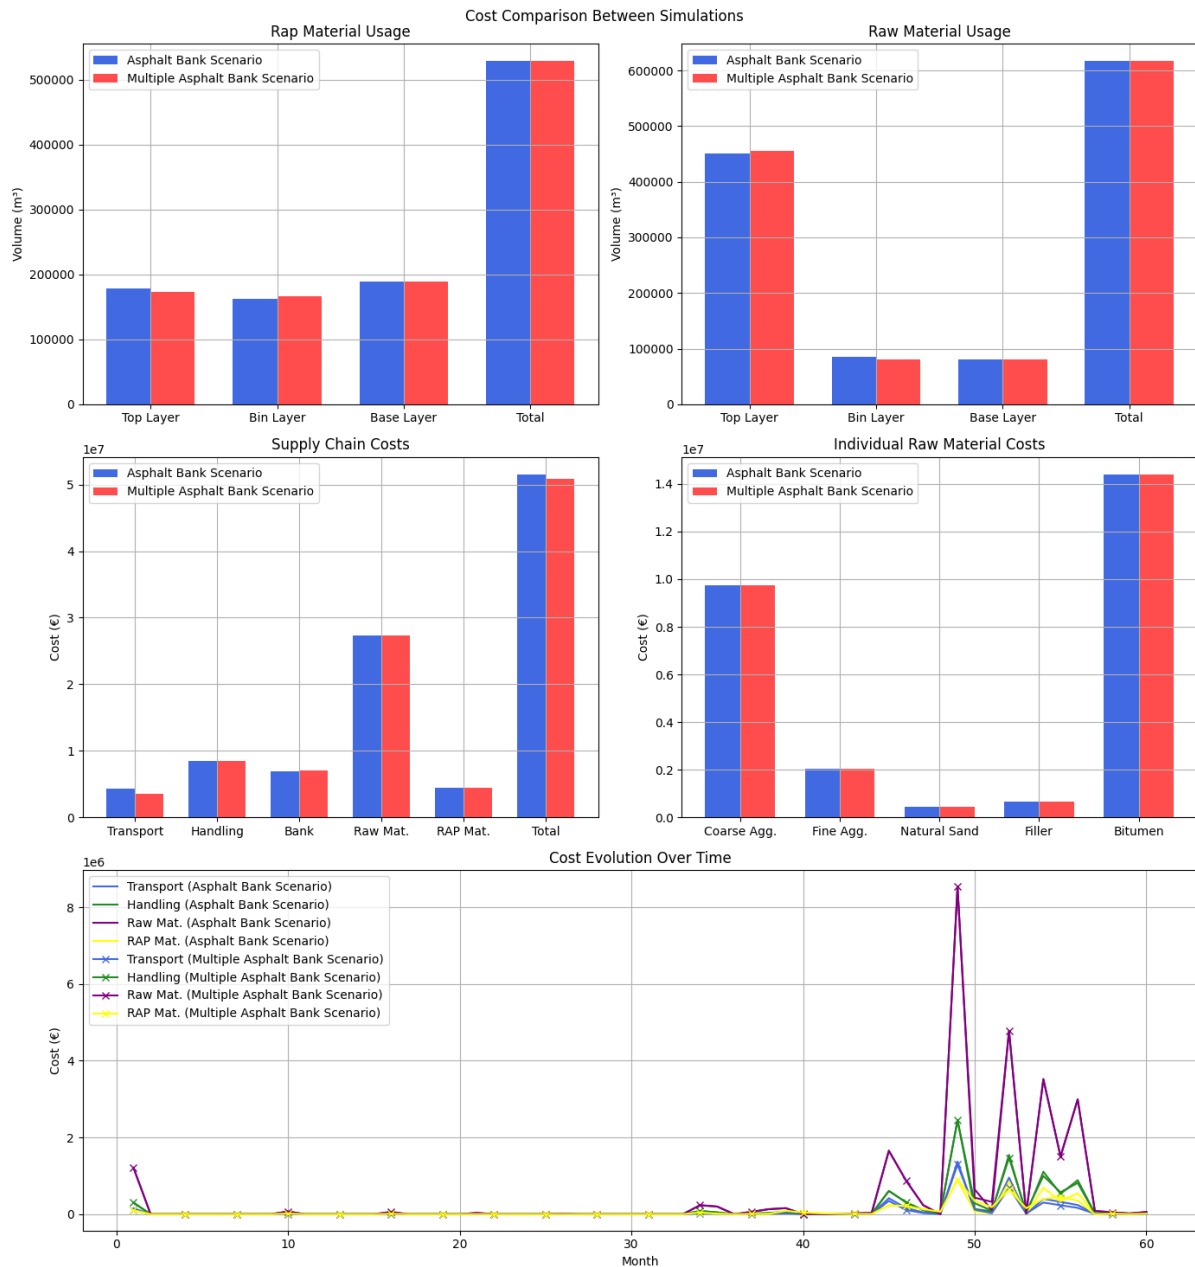 Cost Comparison Between Simulations
Rap Material Usage
Asphalt Bank Scenario
Multiple Asphalt Bank Scenario
Volume (m³)
500000
400000
300000
200000
100000
0
Top Layer
Bin Layer
Base Layer
Total
Raw Material Usage
Asphalt Bank Scenario
Multiple Asphalt Bank Scenario
Volume (m³)
600000
500000
400000
300000
200000
100000
0
Top Layer
Bin Layer
Base Layer
Total
Supply Chain Costs
1e7
Asphalt Bank Scenario
Multiple Asphalt Bank Scenario
Cost (€)
5
4
3
2
1
0
Transport
Handling
Bank
Raw Mat.
RAP Mat.
Total
Individual Raw Material Costs
1e7
Asphalt Bank Scenario
Multiple Asphalt Bank Scenario
Cost (€)
1.4
1.2
1.0
0.8
0.6
0.4
0.2
0.0
Coarse Agg.
Fine Agg.
Natural Sand
Filler
Bitumen
Cost Evolution Over Time
1e6
Transport (Asphalt Bank Scenario)
Handling (Asphalt Bank Scenario)
Raw Mat. (Asphalt Bank Scenario)
RAP Mat. (Asphalt Bank Scenario)
Transport (Multiple Asphalt Bank Scenario)
Handling (Multiple Asphalt Bank Scenario)
Raw Mat. (Multiple Asphalt Bank Scenario)
RAP Mat. (Multiple Asphalt Bank Scenario)
Cost (€)
8
6
4
2
0
0
10
20
30
40
50
60
Month